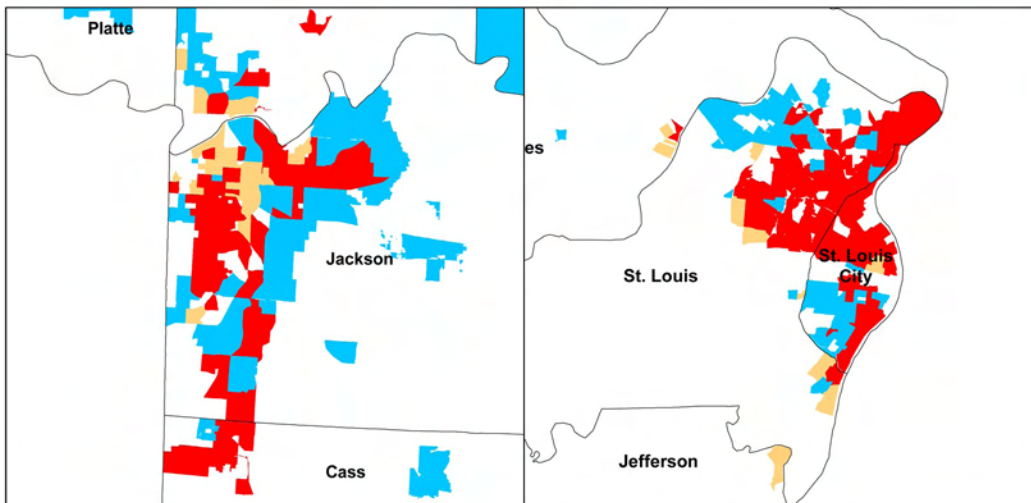 Platte
Jackson
Cass
es
St. Louis
St. Louis
City
Jefferson